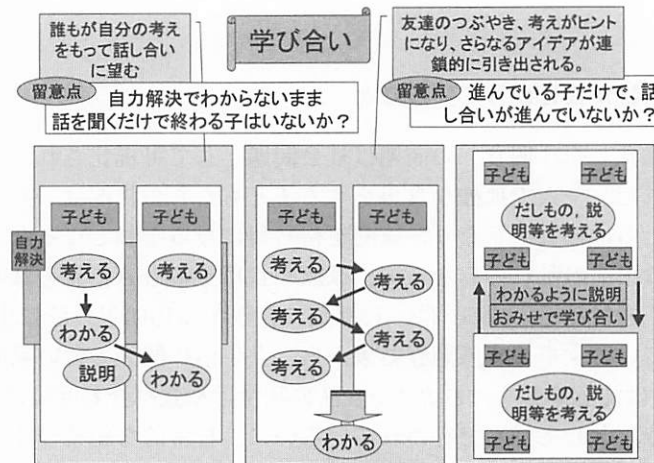 誰もが自分の考え
をもって話し合い
に望む
学び合い
友達のつぶやき、考えがヒント
になり、さらなるアイデアが連
鎖的に引き出される。
留意点
自力解決でわからないまま
話を聞くだけで終わる子はいないか？
留意点
進んでいる子だけで、話
し合いが進んでいないか？
自力
解決
子ども
子ども
考える
考える
わかる
説明
わかる
子ども
子ども
考える
考える
考える
考える
考える
わかる
子ども
子ども
だしもの，説
明等を考える
子ども
子ども
わかるように説明
おみせで学び合い
子ども
子ども
だしもの，説
明等を考える
子ども
子ども